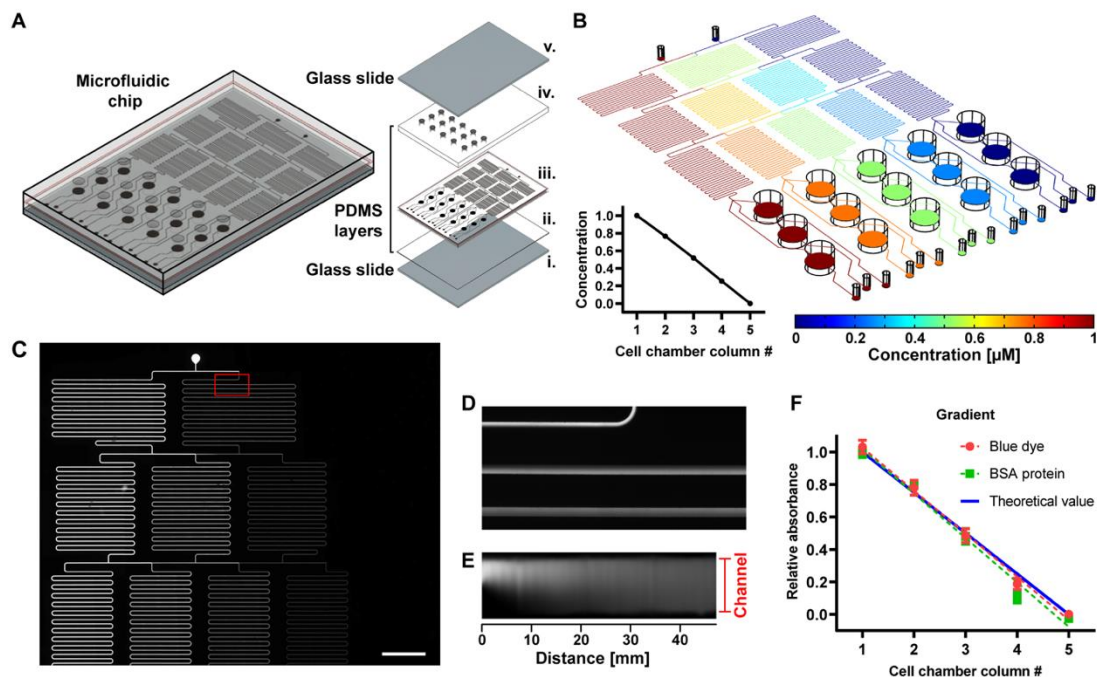 A
Microfluidic
chip
Glass slide
PDMS
layers
Glass slide
v.
iv.
iii.
ii.
i.
B
Concentration
1.0
0.8
0.6
0.4
0.2
0.0
1 2 3 4 5
Cell chamber column #
0 0.2 0.4 0.6 0.8 1
Concentration [µM]
C
D
E
Channel
0 10 20 30 40
Distance [mm]
F
Gradient
Blue dye
BSA protein
Theoretical value
Relative absorbance
1.0
0.8
0.6
0.4
0.2
0.0
1 2 3 4 5
Cell chamber column #